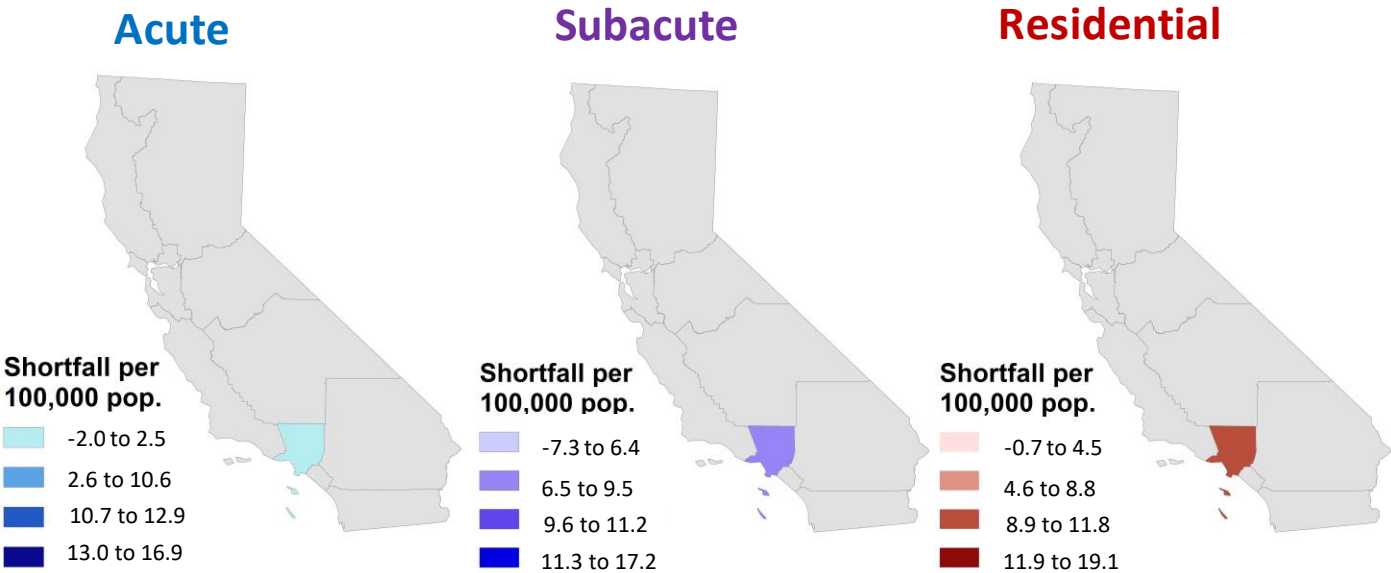 Acute
Shortfall per
100,000 pop.
-2.0 to 2.5
2.6 to 10.6
10.7 to 12.9
13.0 to 16.9
Subacute
Shortfall per
100,000 pop.
-7.3 to 6.4
6.5 to 9.5
9.6 to 11.2
11.3 to 17.2
Residential
Shortfall per
100,000 pop.
-0.7 to 4.5
4.6 to 8.8
8.9 to 11.8
11.9 to 19.1